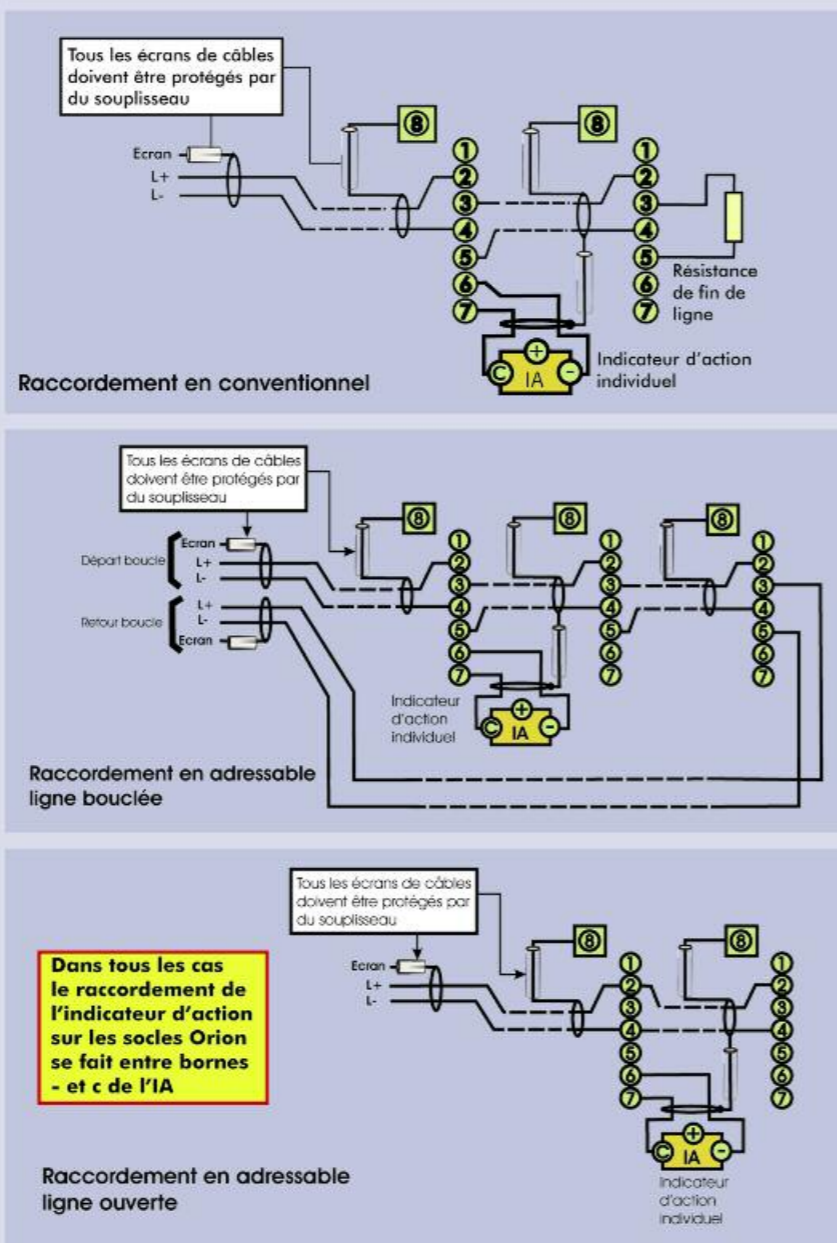 Tous les écrans de câbles
doivent être protégés par
du souplisseau
Ecran
L+
L-
8
8
1
2
3
4
5
6
7
1
2
3
4
5
6
7
Résistance
de fin de
ligne
C
+
-
IA
Indicateur d'action
individuel
Raccordement en conventionnel
Tous les écrans de câbles
doivent être protégés par
du souplisseau
Départ boucle
Ecran
L+
L-
Retour boucle
L+
L-
Ecran
8
8
8
1
2
3
4
5
6
7
1
2
3
4
5
6
7
1
2
3
4
5
6
7
Indicateur
d'action
individuel
C
+
-
IA
Raccordement en adressable
ligne bouclée
Tous les écrans de câbles
doivent être protégés par
du souplisseau
Ecran
L+
L-
8
8
1
2
3
4
5
6
7
1
2
3
4
5
6
7
C
+
-
IA
Indicateur
d'action
individuel
Dans tous les cas
le raccordement de
l'indicateur d'action
sur les socles Orion
se fait entre bornes
- et c de l'IA
Raccordement en adressable
ligne ouverte